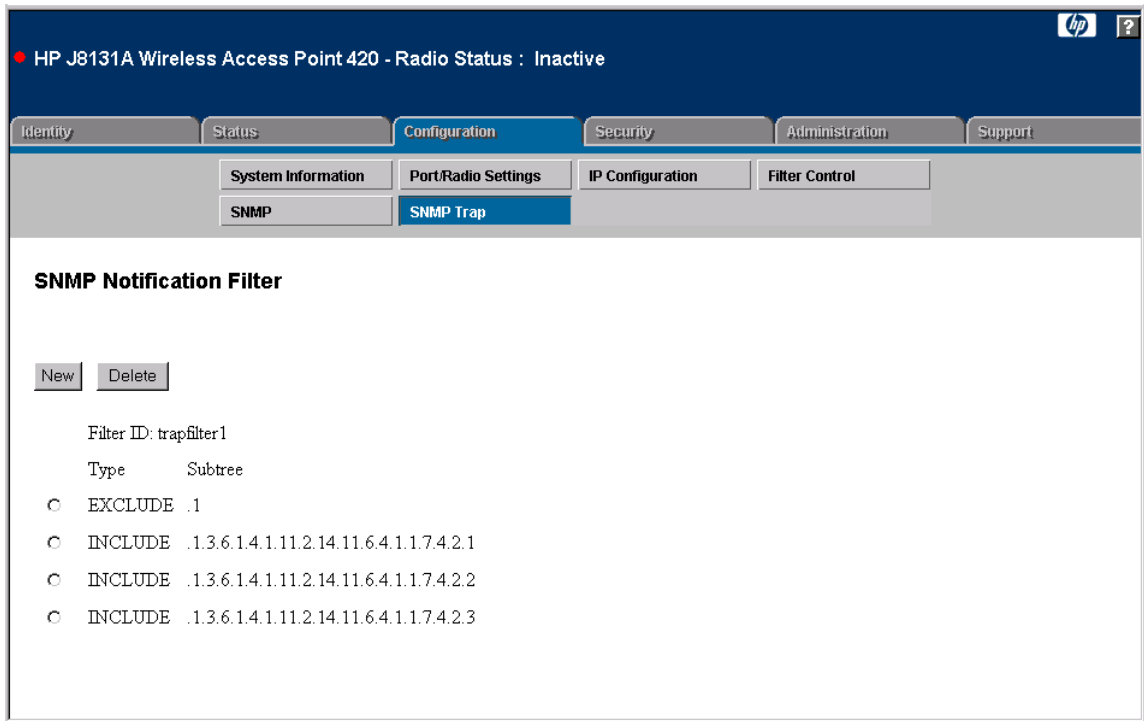 hp ?
HP J8131A Wireless Access Point 420 - Radio Status : Inactive
Identity Status Configuration Security Administration Support
System Information Port/Radio Settings IP Configuration Filter Control
SNMP SNMP Trap
SNMP Notification Filter
New Delete
Filter ID: trapfilter1
Type Subtree
EXCLUDE .1
INCLUDE .1.3.6.1.4.1.11.2.14.11.6.4.1.1.7.4.2.1
INCLUDE .1.3.6.1.4.1.11.2.14.11.6.4.1.1.7.4.2.2
INCLUDE .1.3.6.1.4.1.11.2.14.11.6.4.1.1.7.4.2.3